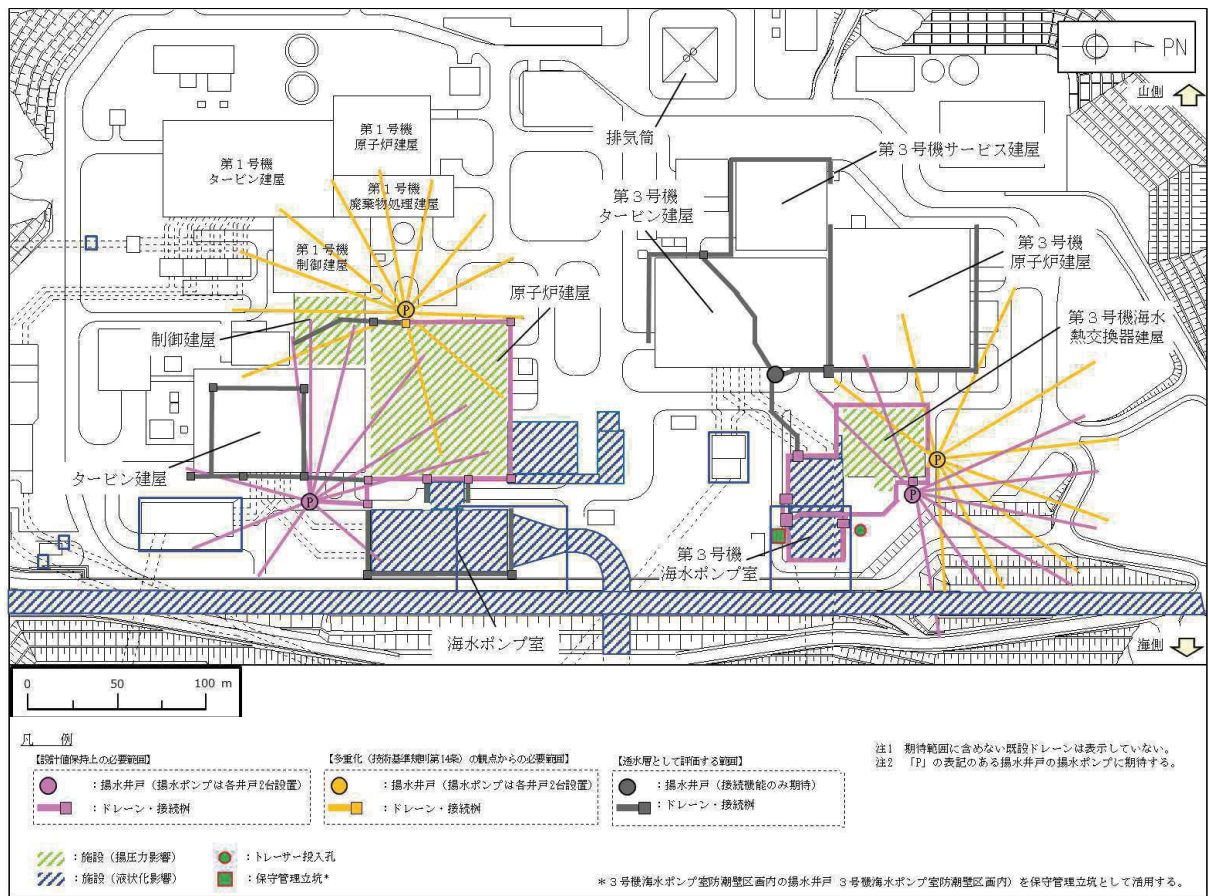 PN
山側
第1号機
原子炉建屋
第1号機
タービン建屋
第1号機
廃棄物処理建屋
第1号機
制御建屋
排気筒
第3号機サービス建屋
第3号機
タービン建屋
第3号機
原子炉建屋
原子炉建屋
制御建屋
第3号機海水
熱交換器建屋
P
P
P
P
タービン建屋
第3号機
海水ポンプ室
海水ポンプ室
海側
0 50 100 m
凡 例
【設計値保持上の必要範囲】
:揚水井戸(揚水ポンプは各井戸2台設置)
:ドレーン・接続桝
【多重化(技術基準規則第14条)の観点からの必要範囲】
:揚水井戸(揚水ポンプは各井戸2台設置)
:ドレーン・接続桝
【透水層として評価する範囲】
:揚水井戸(接続機能のみ期待)
:ドレーン・接続桝
注1 期待範囲に含めない既設ドレーンは表示していない。
注2 「P」の表記のある揚水井戸の揚水ポンプに期待する。
:施設(揚圧力影響)
:施設(液状化影響)
:トレーサー投入孔
:保守管理立坑*
*3号機海水ポンプ室防潮壁区画内の揚水井戸 3号機海水ポンプ室防潮壁区画内)を保守管理立坑として活用する。